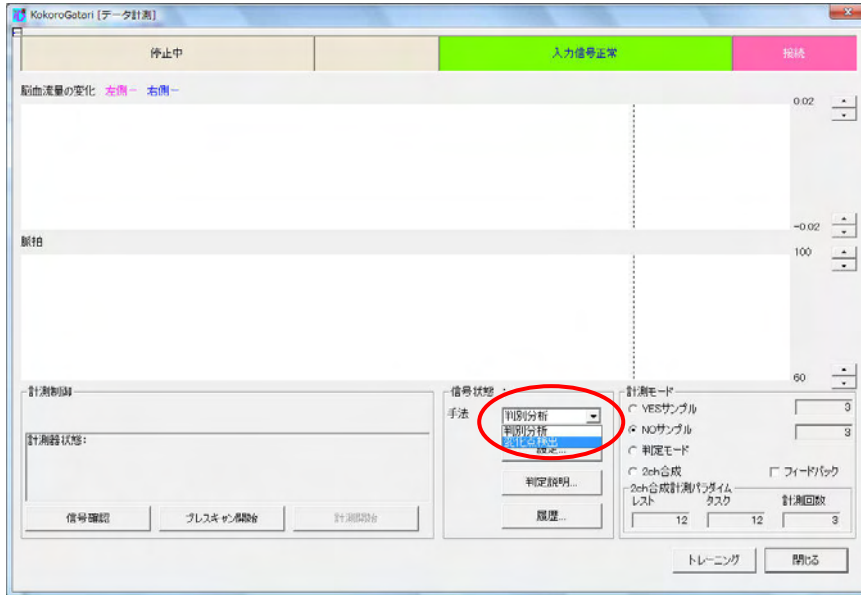 KokoroGatari [データ計測]
停止中
入力信号正常
接続
脳血流量の変化 左側－ 右側－
0.02
-0.02
脈拍
100
60
計測制御
計測器状態:
信号確認
プレスキャン開始
計測開始
信号状態 :
手法
判別分析
判別分析
変化点検出
設定...
判定説明...
履歴...
計測モード
YESサンプル 3
NOサンプル 3
判定モード
2ch合成
フィードバック
2ch合成計測パラダイム
レスト タスク 計測回数
12 12 3
トレーニング
閉じる